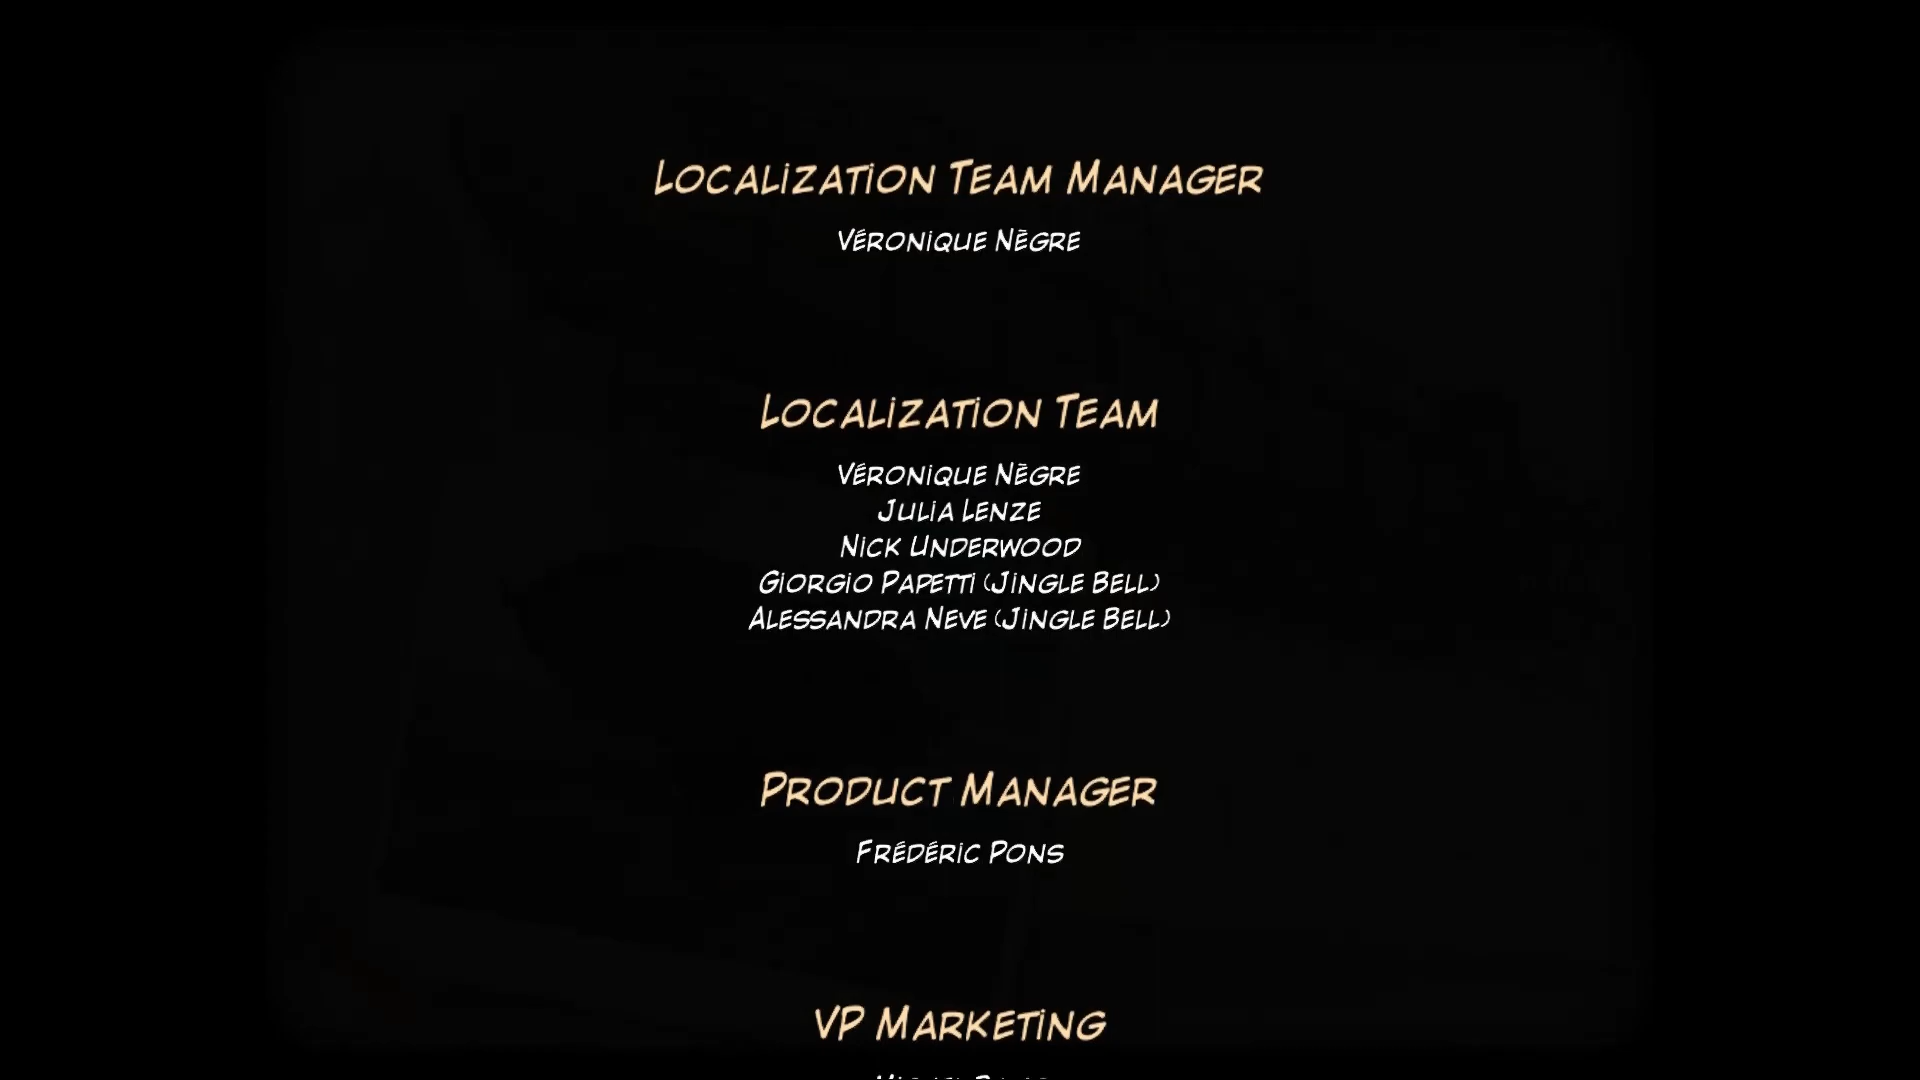 Localization Team Manager
Véronique Nègre
Localization Team
Véronique Nègre
Julia Lenze
Nick Underwood
Giorgio Papetti (Jingle Bell)
Alessandra Neve (Jingle Bell)
Product Manager
Frédéric Pons
VP Marketing